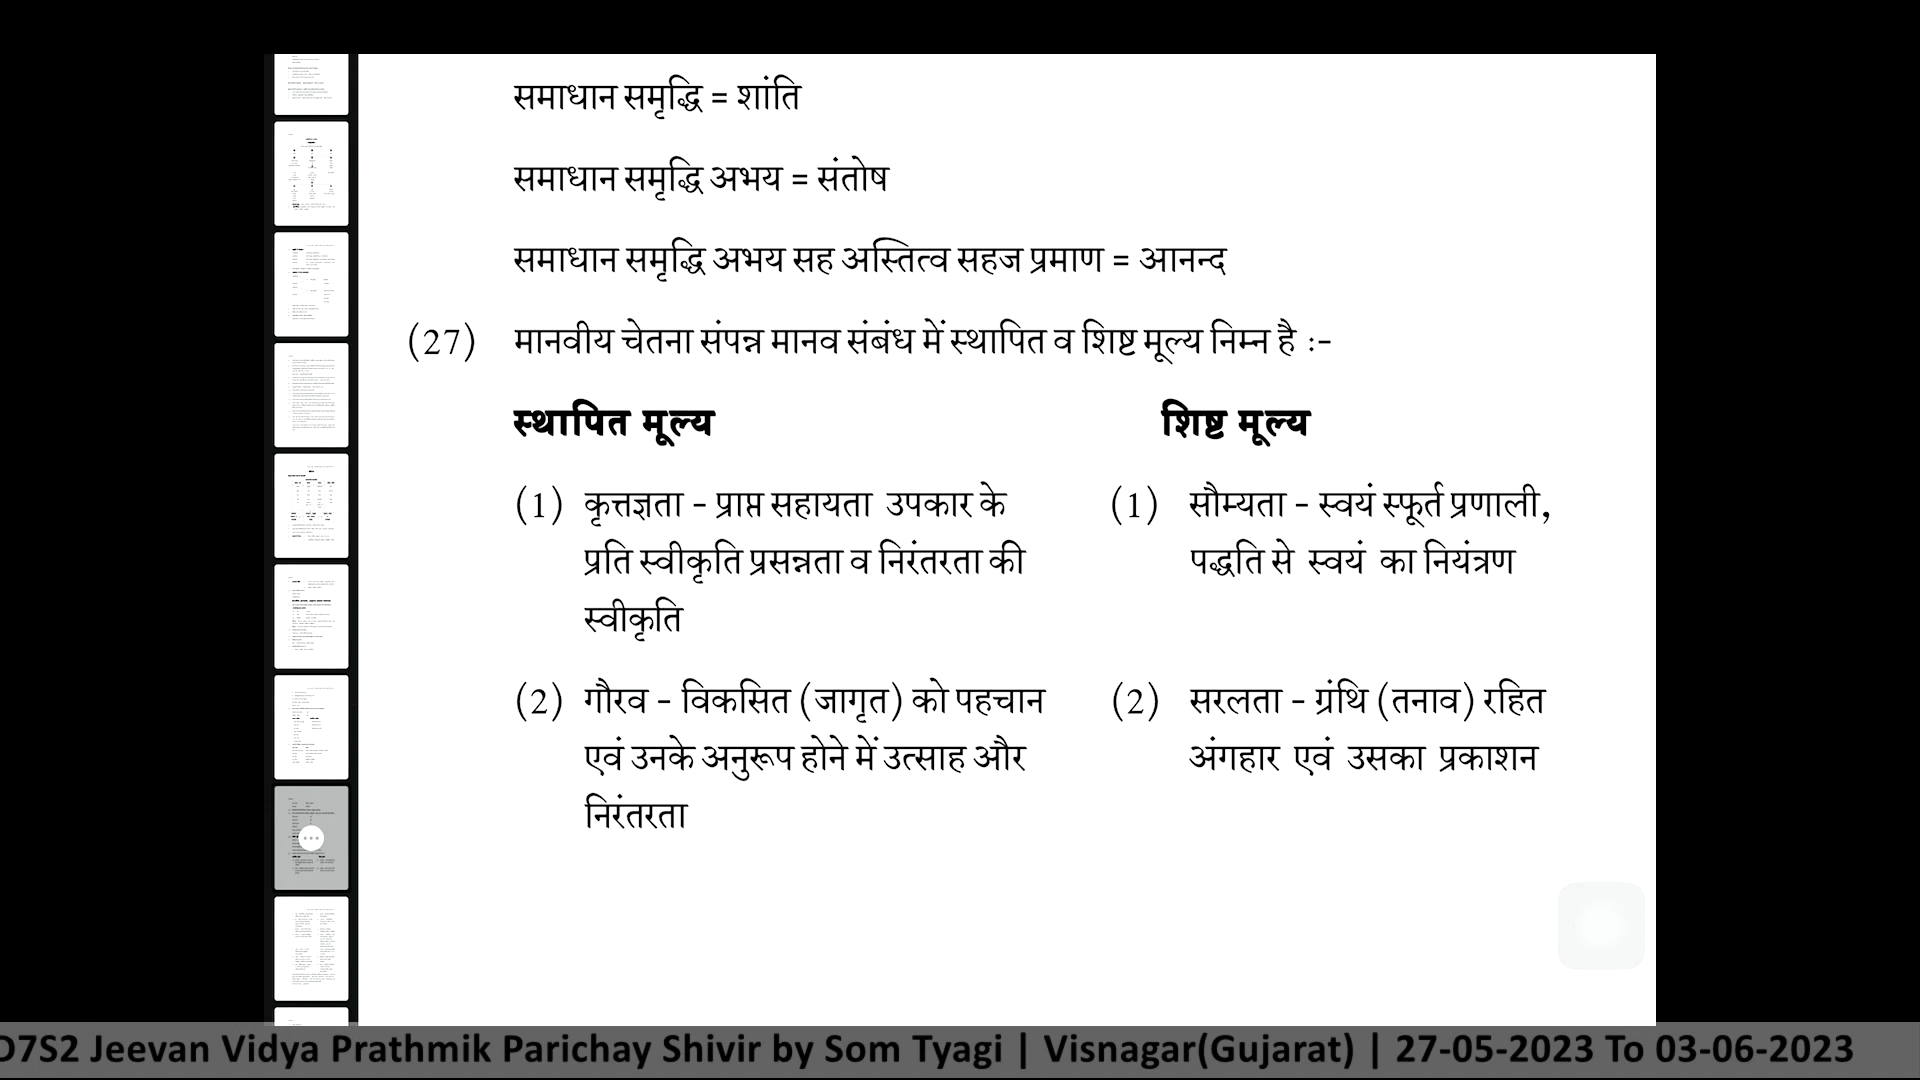 समाधान समृद्धि = शांति
समाधान समृद्धि अभय = संतोष
समाधान समृद्धि अभय सह अस्तित्व सहज प्रमाण = आनन्द
(27) मानवीय चेतना संपन्न मानव संबंध में स्थापित व शिष्ट मूल्य निम्न है :-
स्थापित मूल्य
(1) कृत्तज्ञता - प्राप्त सहायता उपकार के
प्रति स्वीकृति प्रसन्नता व निरंतरता की
स्वीकृति
(2) गौरव - विकसित (जागृत) को पहचान
एवं उनके अनुरूप होने में उत्साह और
निरंतरता
शिष्ट मूल्य
(1) सौम्यता - स्वयं स्फूर्त प्रणाली,
पद्धति से स्वयं का नियंत्रण
(2) सरलता - ग्रंथि (तनाव) रहित
अंगहार एवं उसका प्रकाशन
D7S2 Jeevan Vidya Prathmik Parichay Shivir by Som Tyagi | Visnagar(Gujarat) | 27-05-2023 To 03-06-2023